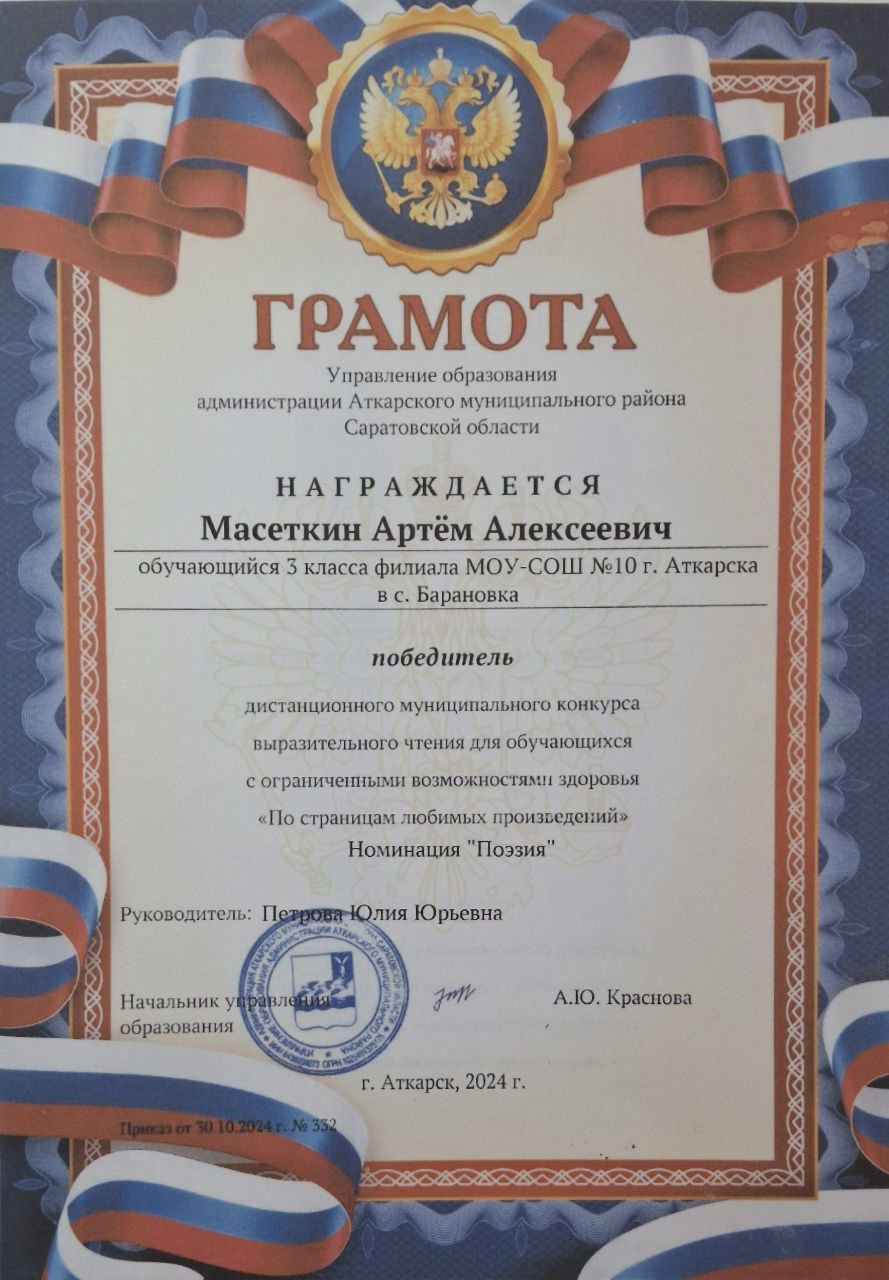 ГРАМОТА
Управление образования
администрации Аткарского муниципального района
Саратовской области
НАГРАЖДАЕТСЯ
Масеткин Артём Алексеевич
обучающийся 3 класса филиала МОУ-СОШ №10 г. Аткарска
в с. Барановка
победитель
дистанционного муниципального конкурса
выразительного чтения для обучающихся
с ограниченными возможностями здоровья
«По страницам любимых произведений»
Номинация "Поэзия"
Руководитель: Петрова Юлия Юрьевна
Начальник управления
образования
А.Ю. Краснова
г. Аткарск, 2024 г.
Приказ от 30.10.2024 г. № 332